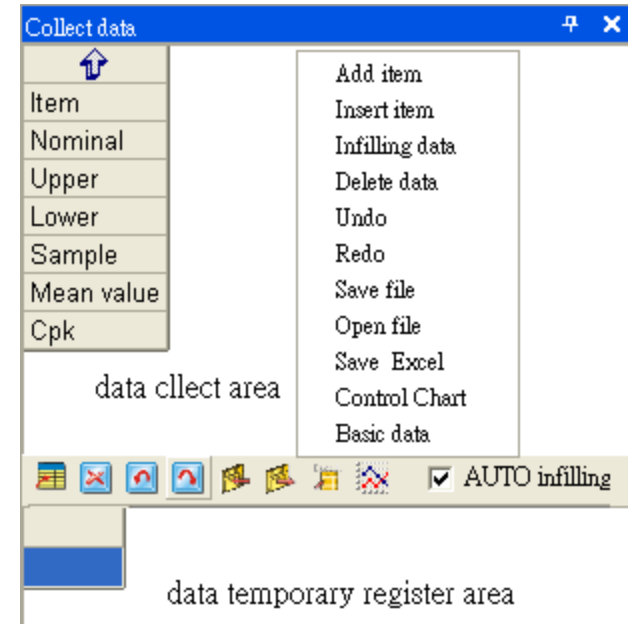 Collect data
Item
Nominal
Upper
Lower
Sample
Mean value
Cpk
Add item
Insert item
Infilling data
Delete data
Undo
Redo
Save file
Open file
Save Excel
Control Chart
Basic data
data cllect area
AUTO infilling
data temporary register area